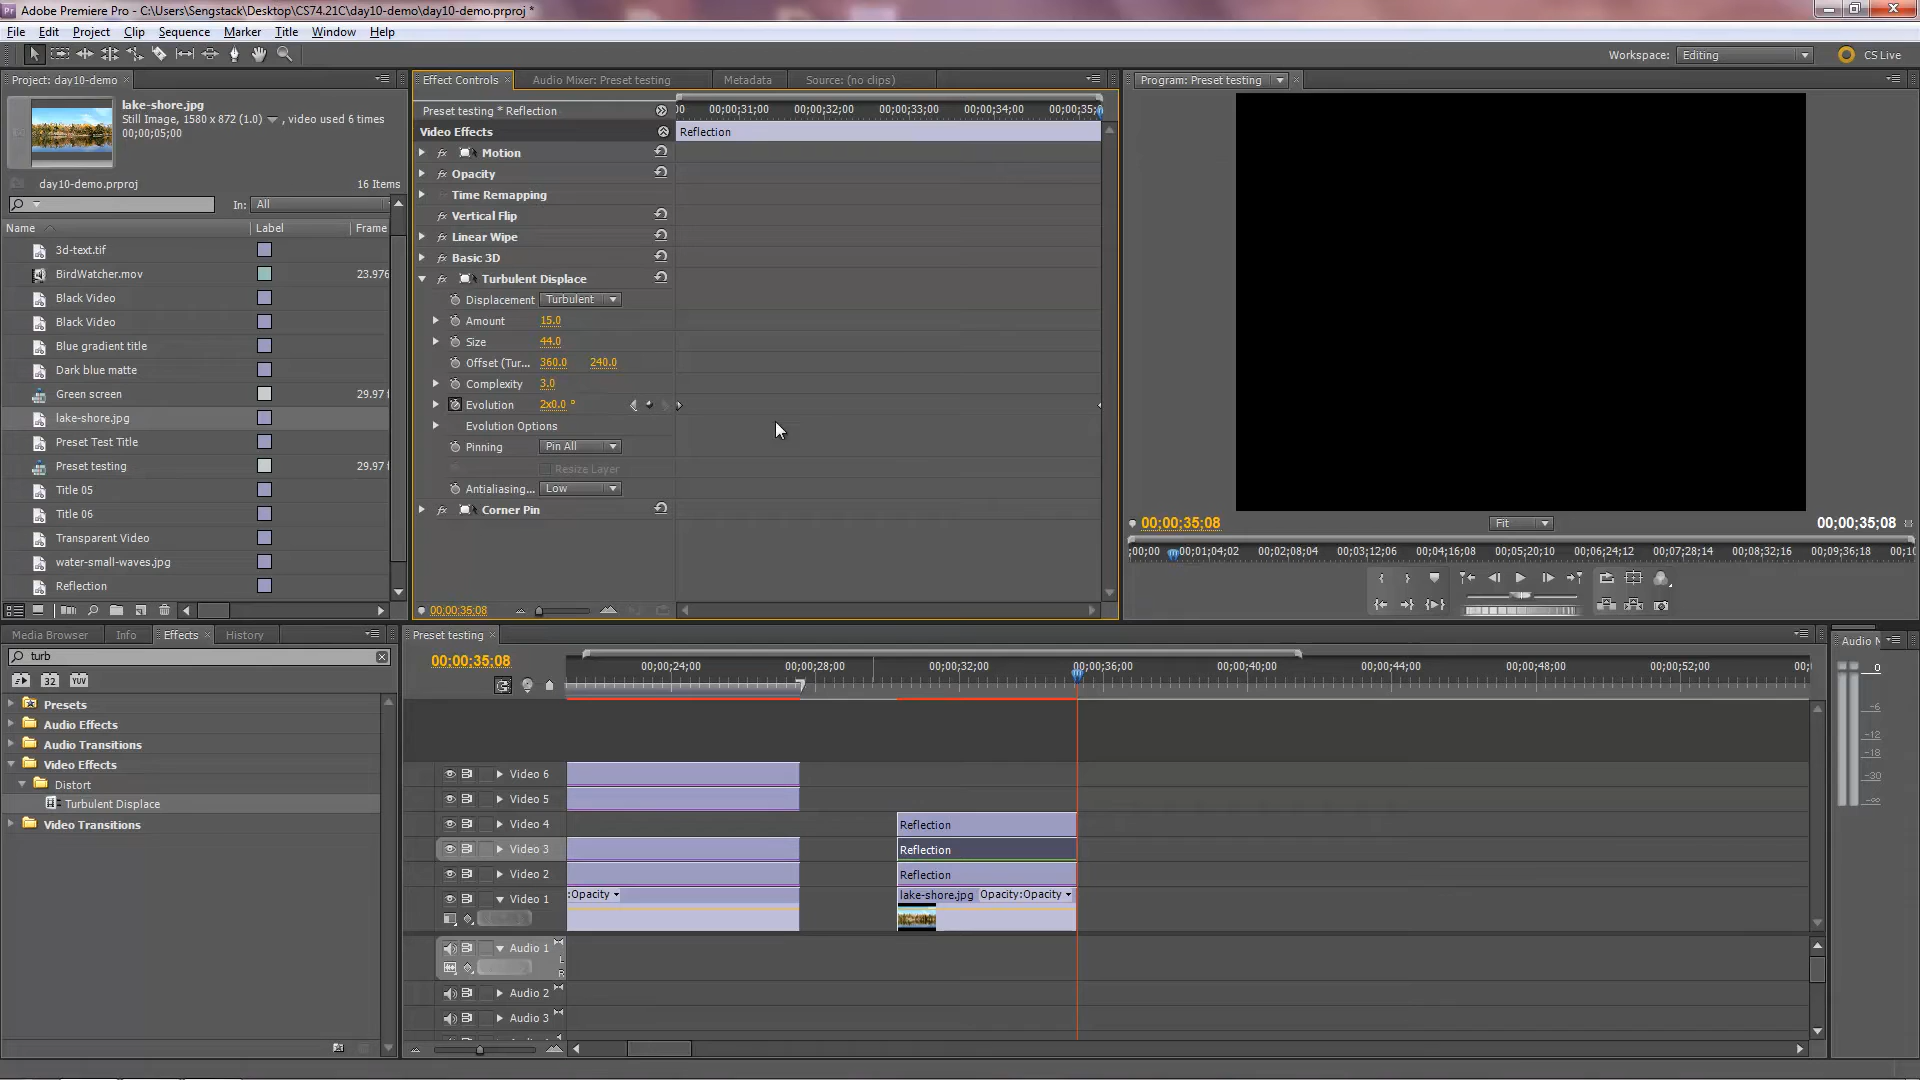 Adobe Premiere Pro - C:\Users\Sengstack\Desktop\CS74.21C\day10-demo\day10-demo.prproj *
File Edit Project Clip Sequence Marker Title Window Help
Workspace: Editing CS Live
Project: day10-demo
lake-shore.jpg
Still Image, 1580 x 872 (1.0) , video used 6 times
00;00;05;00
day10-demo.prproj 16 Items
In: All
Name Label Frame
3d-text.tif
BirdWatcher.mov 23.976
Black Video
Black Video
Blue gradient title
Dark blue matte
Green screen 29.97 f
lake-shore.jpg
Preset Test Title
Preset testing 29.97 f
Title 05
Title 06
Transparent Video
water-small-waves.jpg
Reflection
Effect Controls Audio Mixer: Preset testing Metadata Source: (no clips)
Preset testing * Reflection
00 00;00;31;00 00;00;32;00 00;00;33;00 00;00;34;00 00;00;35;0
Video Effects Reflection
fx Motion
fx Opacity
Time Remapping
fx Vertical Flip
fx Linear Wipe
fx Basic 3D
fx Turbulent Displace
Displacement Turbulent
Amount 15.0
Size 44.0
Offset (Tur... 360.0 240.0
Complexity 3.0
Evolution 2x0.0 °
Evolution Options
Pinning Pin All
Resize Layer
Antialiasing... Low
fx Corner Pin
00;00;35;08
Program: Preset testing
00;00;35;08 Fit 00;00;35;08
;00;00 00;01;04;02 00;02;08;04 00;03;12;06 00;04;16;08 00;05;20;10 00;06;24;12 00;07;28;14 00;08;32;16 00;09;36;18 00;10
Media Browser Info Effects History
turb
32 YUV
Presets
Audio Effects
Audio Transitions
Video Effects
Distort
Turbulent Displace
Video Transitions
Preset testing
00;00;35;08
00;00;24;00 00;00;28;00 00;00;32;00 00;00;36;00 00;00;40;00 00;00;44;00 00;00;48;00 00;00;52;00 00;
Video 6
Video 5
Video 4 Reflection
Video 3 Reflection
Video 2 Reflection
Video 1 :Opacity lake-shore.jpg Opacity:Opacity
Audio 1
L
R
Audio 2
Audio 3
Audio M
0
-6
-12
-18
-30
-∞